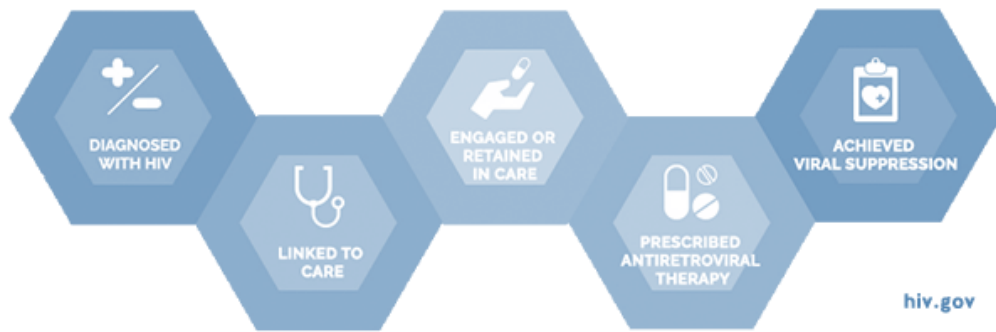 DIAGNOSED
WITH HIV
LINKED TO
CARE
ENGAGED OR
RETAINED
IN CARE
PRESCRIBED
ANTIRETROVIRAL
THERAPY
ACHIEVED
VIRAL SUPPRESSION
hiv.gov